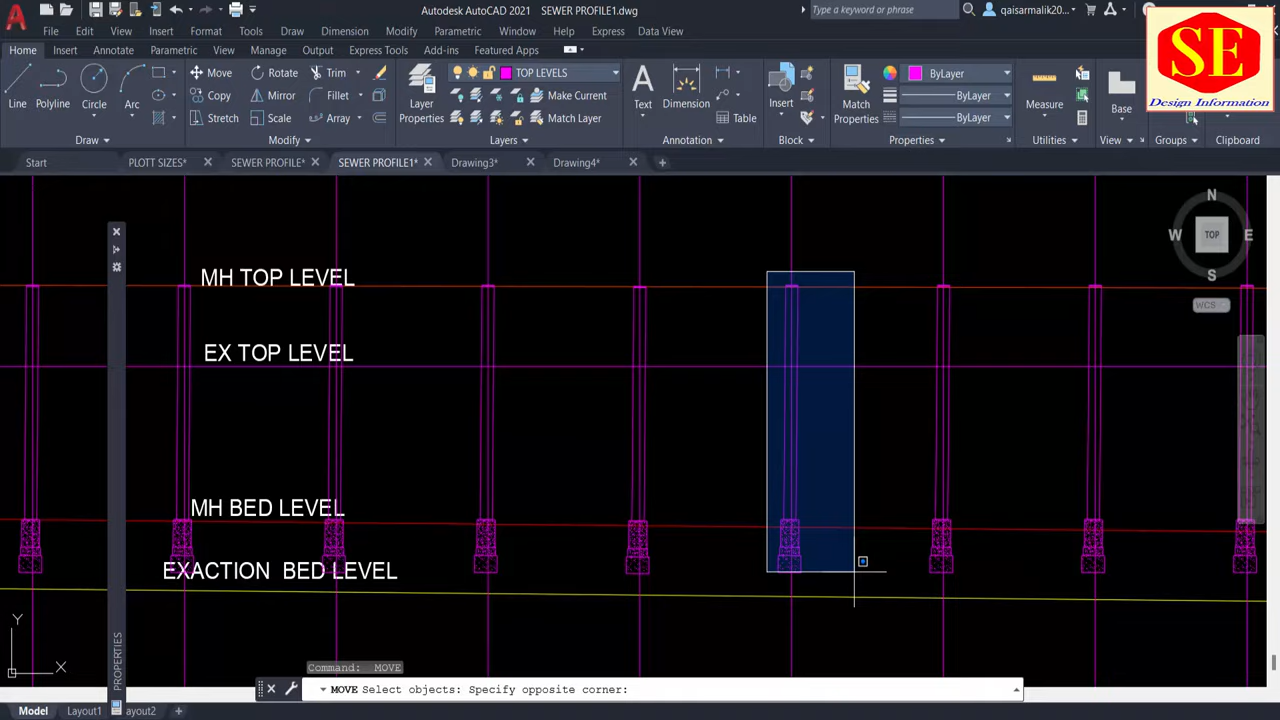 Autodesk AutoCAD 2021 SEWER PROFILE1.dwg
Type a keyword or phrase
qaisarmalik20...
File Edit View Insert Format Tools Draw Dimension Modify Parametric Window Help Express Data View
Home Insert Annotate Parametric View Manage Output Express Tools Add-ins Featured Apps
SE
Design Information
Line Polyline Circle Arc
Move Rotate Trim
Copy Mirror Fillet
Stretch Scale Array
Layer Properties
TOP LEVELS
Make Current
Match Layer
Text Dimension Table
Insert
Match Properties
ByLayer
ByLayer
ByLayer
Measure
Base
Draw Modify Layers Annotation Block Properties Utilities View Groups Clipboard
Start PLOTT SIZES* SEWER PROFILE* SEWER PROFILE1* Drawing3* Drawing4*
N
W TOP E
S
WCS
MH TOP LEVEL
EX TOP LEVEL
MH BED LEVEL
EXACTION BED LEVEL
Y
X
PROPERTIES
Command: MOVE
MOVE Select objects: Specify opposite corner:
Model Layout1 ayout2